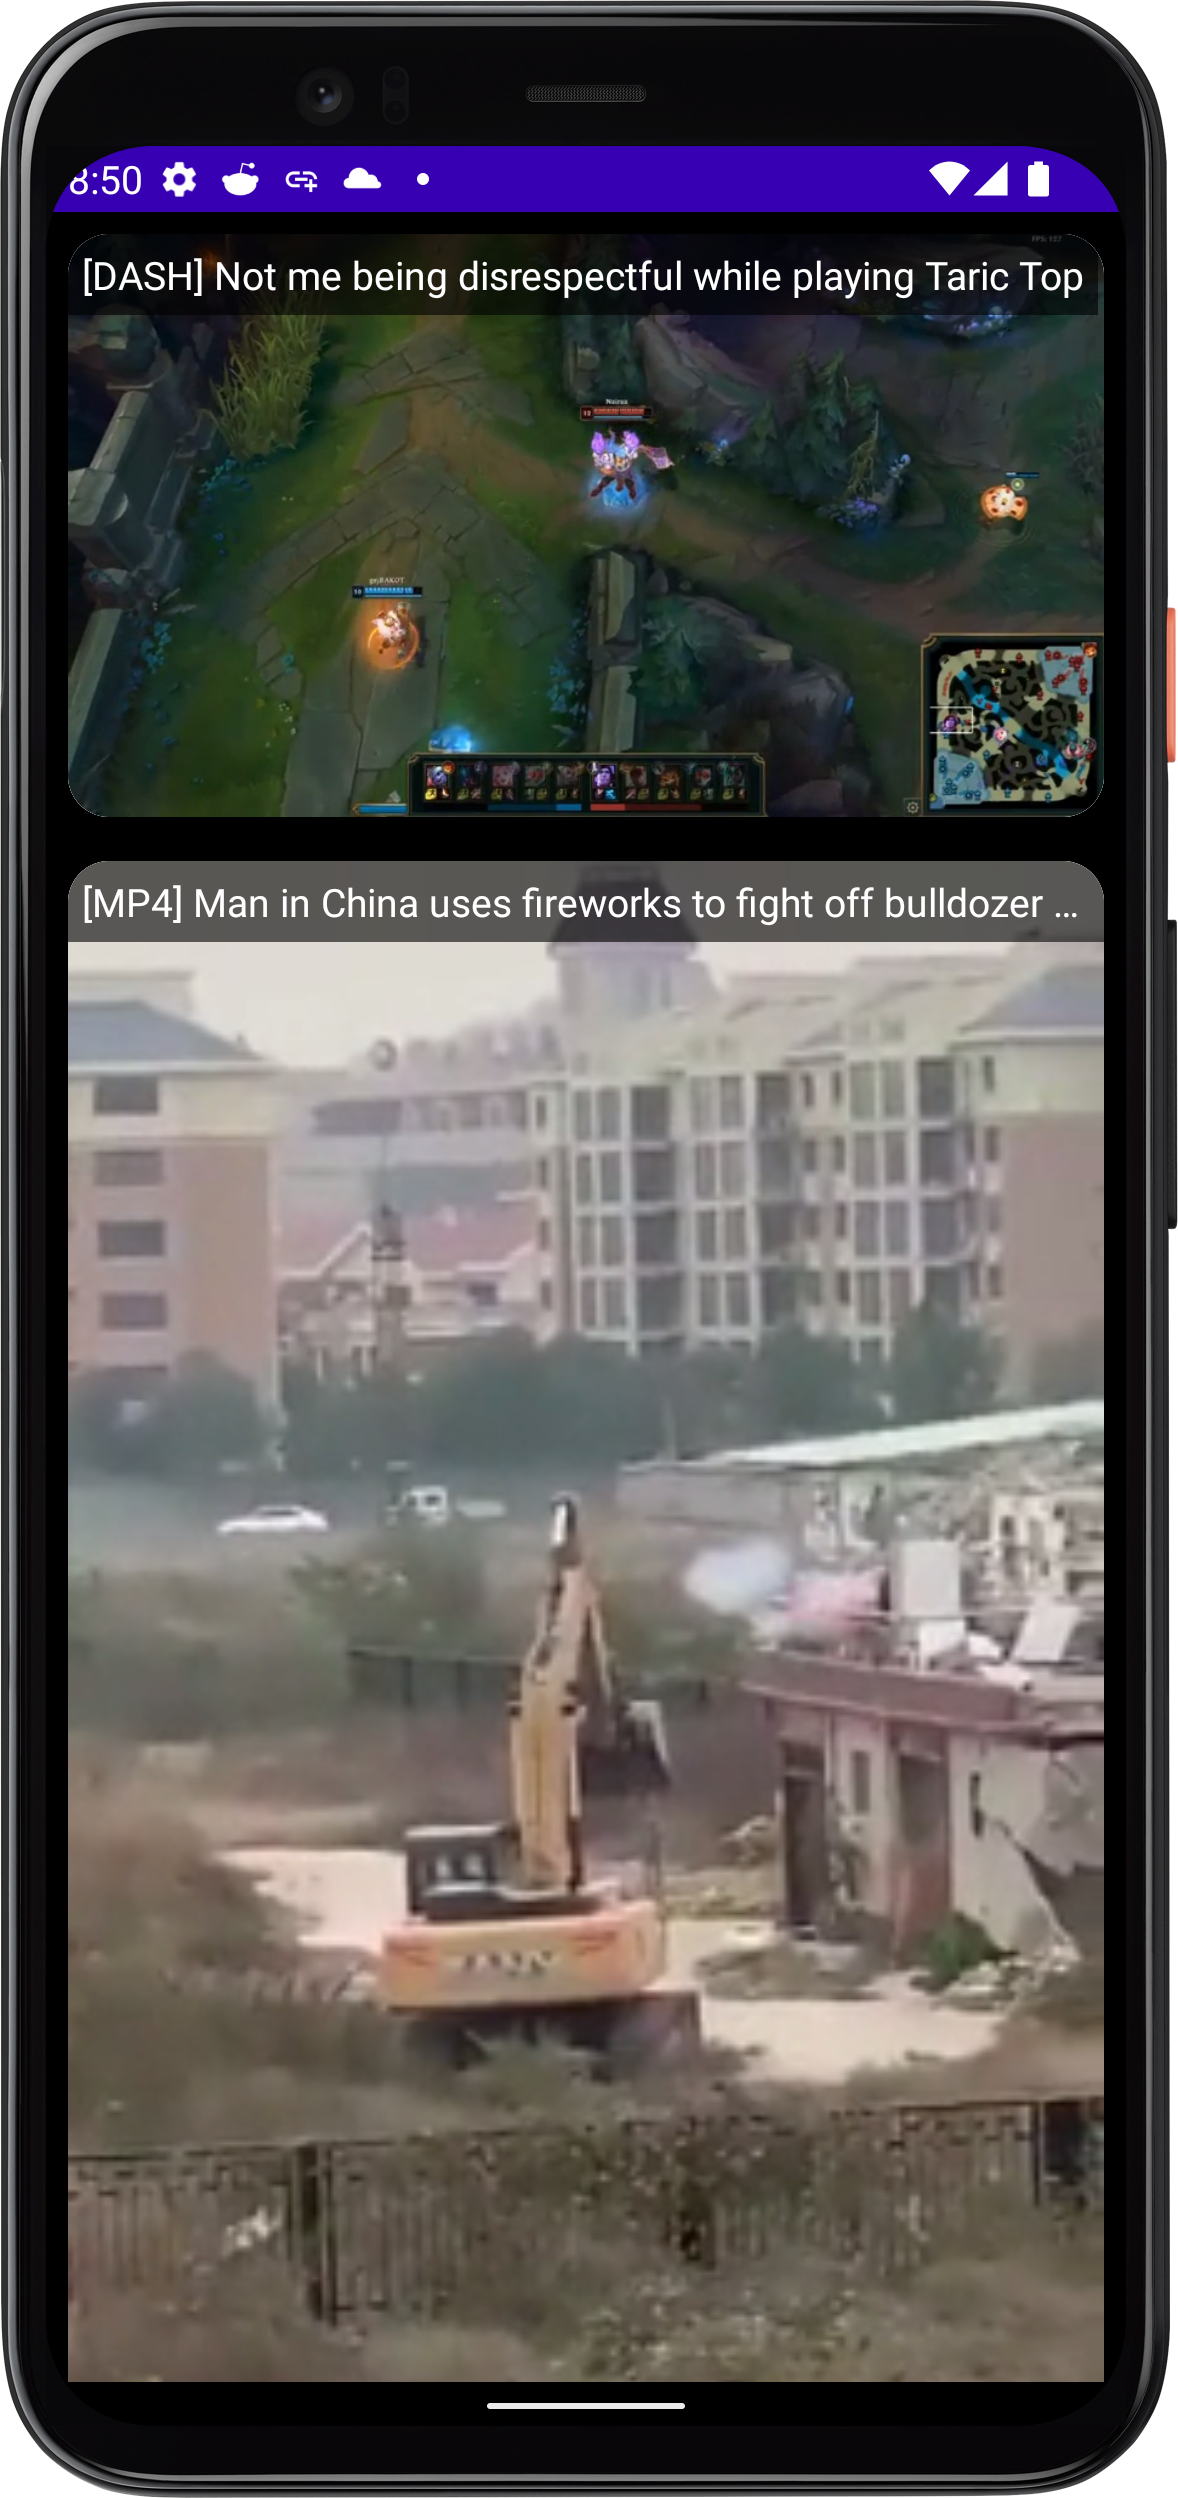 8:50
[DASH] Not me being disrespectful while playing Taric Top
[MP4] Man in China uses fireworks to fight off bulldozer ...